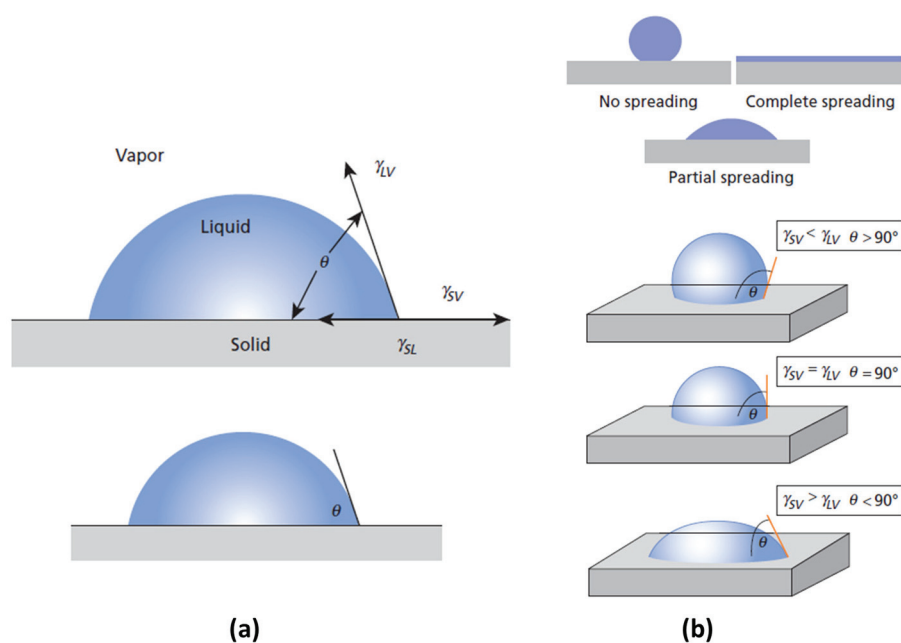 Vapor
γLV
Liquid
θ
γSV
Solid
γSL
θ
(a)
No spreading
Complete spreading
Partial spreading
γSV < γLV θ > 90°
θ
γSV = γLV θ = 90°
θ
γSV > γLV θ < 90°
θ
(b)